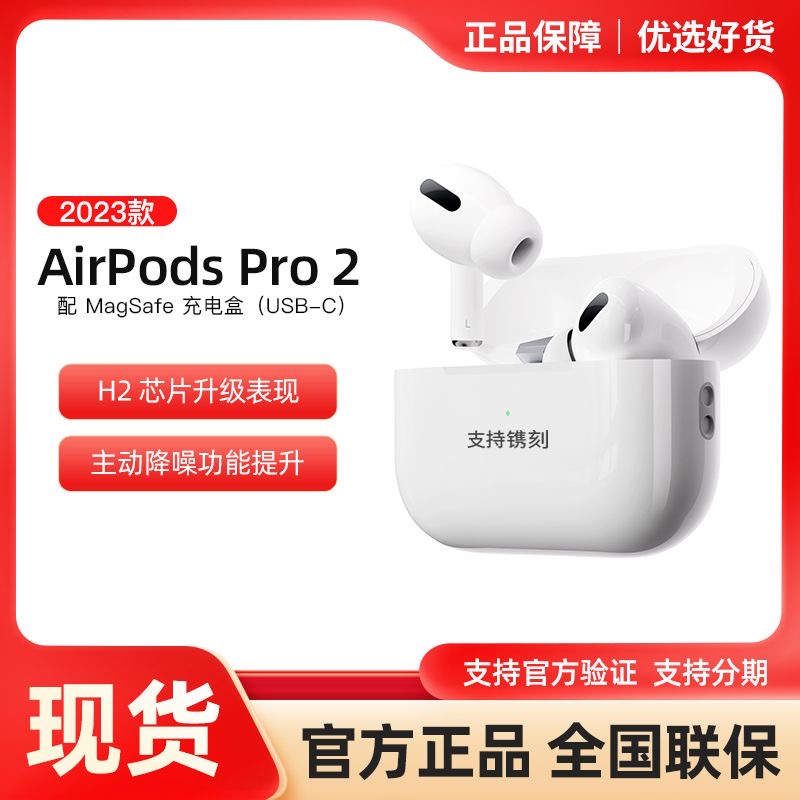 正品保障｜优选好货
2023款
AirPods Pro 2
配 MagSafe 充电盒（USB-C）
H2 芯片升级表现
主动降噪功能提升
L
支持镌刻
支持官方验证 支持分期
现货
官方正品 全国联保